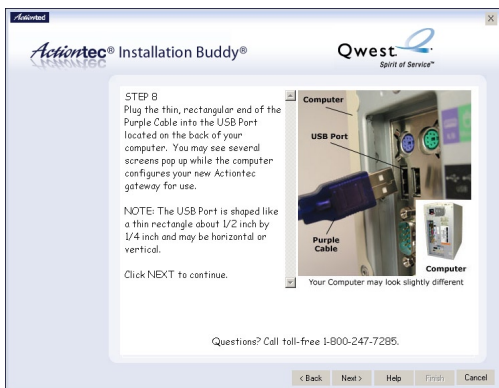 Actiontec
Actiontec® Installation Buddy®
Qwest
Spirit of Service™
STEP 8
Plug the thin, rectangular end of the
Purple Cable into the USB Port
located on the back of your
computer. You may see several
screens pop up while the computer
configures your new Actiontec
gateway for use.
NOTE: The USB Port is shaped like
a thin rectangle about 1/2 inch by
1/4 inch and may be horizontal or
vertical.
Click NEXT to continue.
Computer
USB Port
Purple
Cable
Computer
Your Computer may look slightly different
Questions? Call toll-free 1-800-247-7285.
< Back
Next >
Help
Finish
Cancel